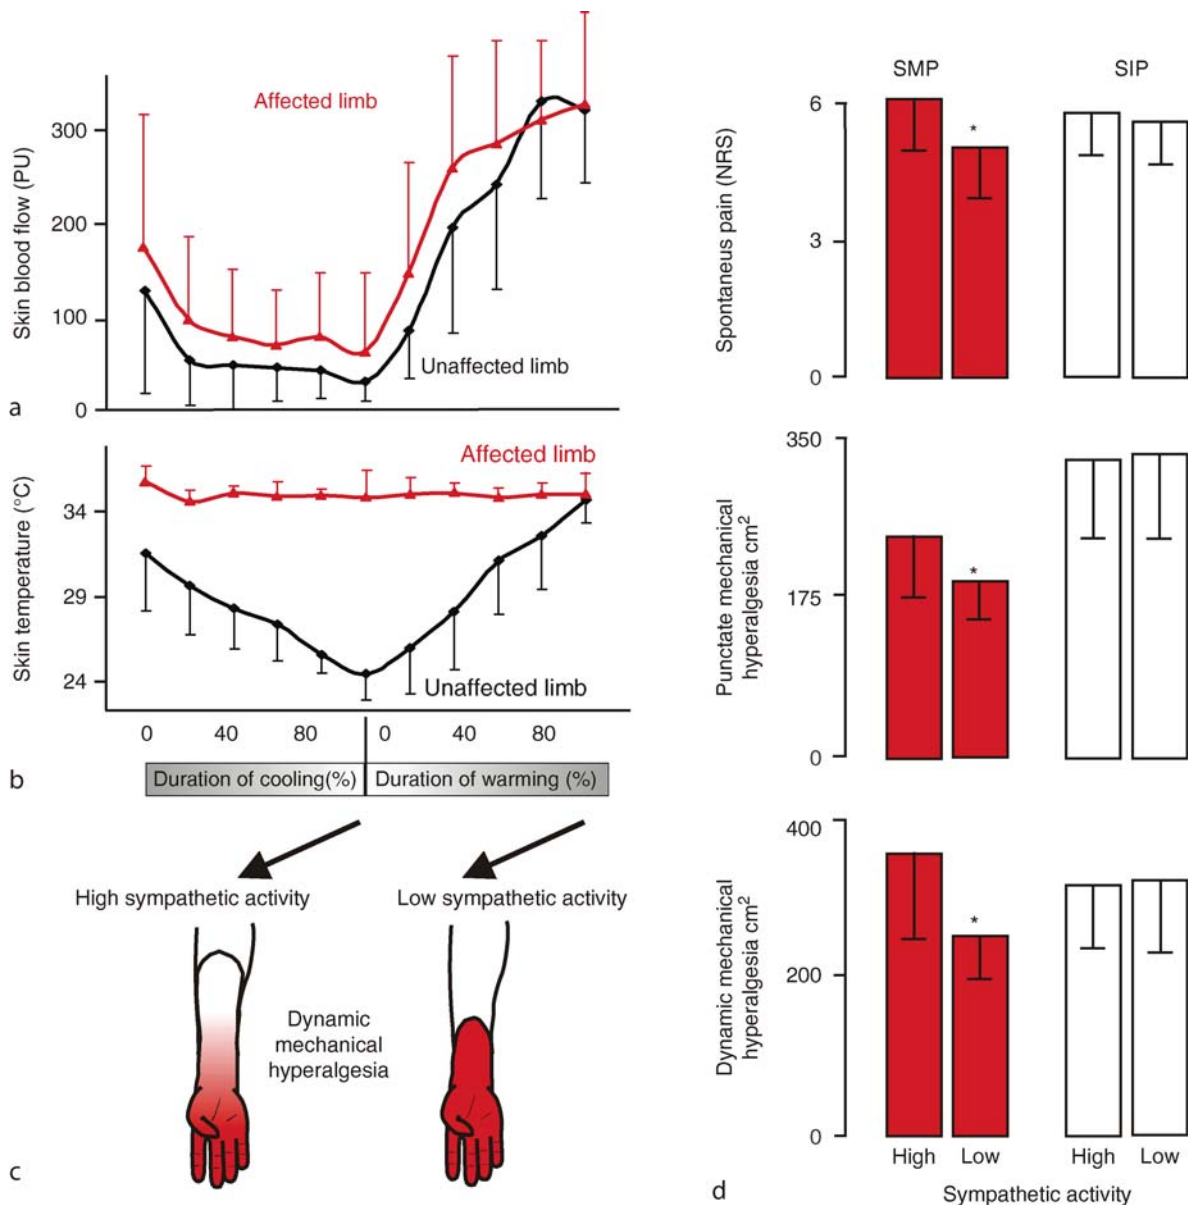 Skin blood flow (PU)
300
200
100
0
Affected limb
Unaffected limb
a
Skin temperature (°C)
34
29
24
Affected limb
Unaffected limb
0 40 80 0 40 80
b
Duration of cooling(%) Duration of warming (%)
High sympathetic activity
Low sympathetic activity
Dynamic
mechanical
hyperalgesia
c
SMP SIP
Spontaneus pain (NRS)
6
3
0
*
Punctate mechanical
hyperalgesia cm²
350
175
0
*
Dynamic mechanical
hyperalgesia cm²
400
200
0
*
High Low High Low
d
Sympathetic activity